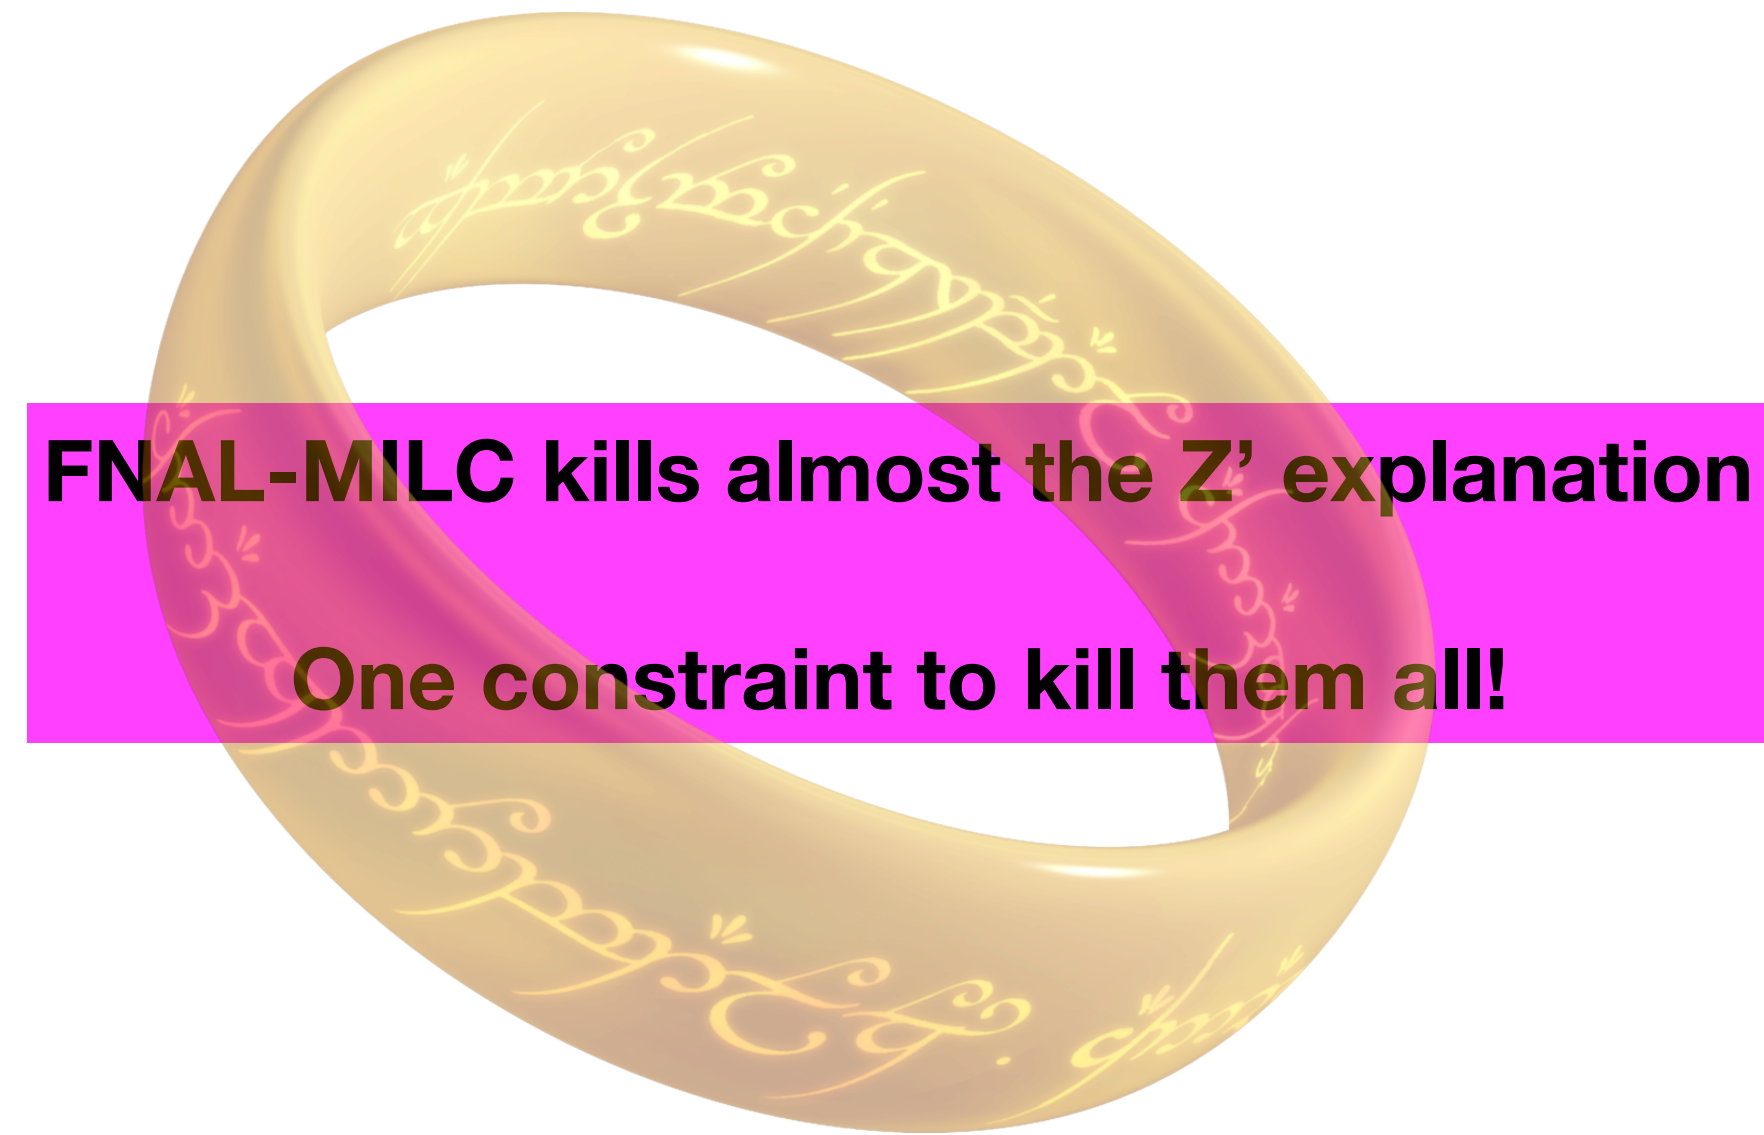 FNAL-MILC kills almost the Z’ explanation
One constraint to kill them all!